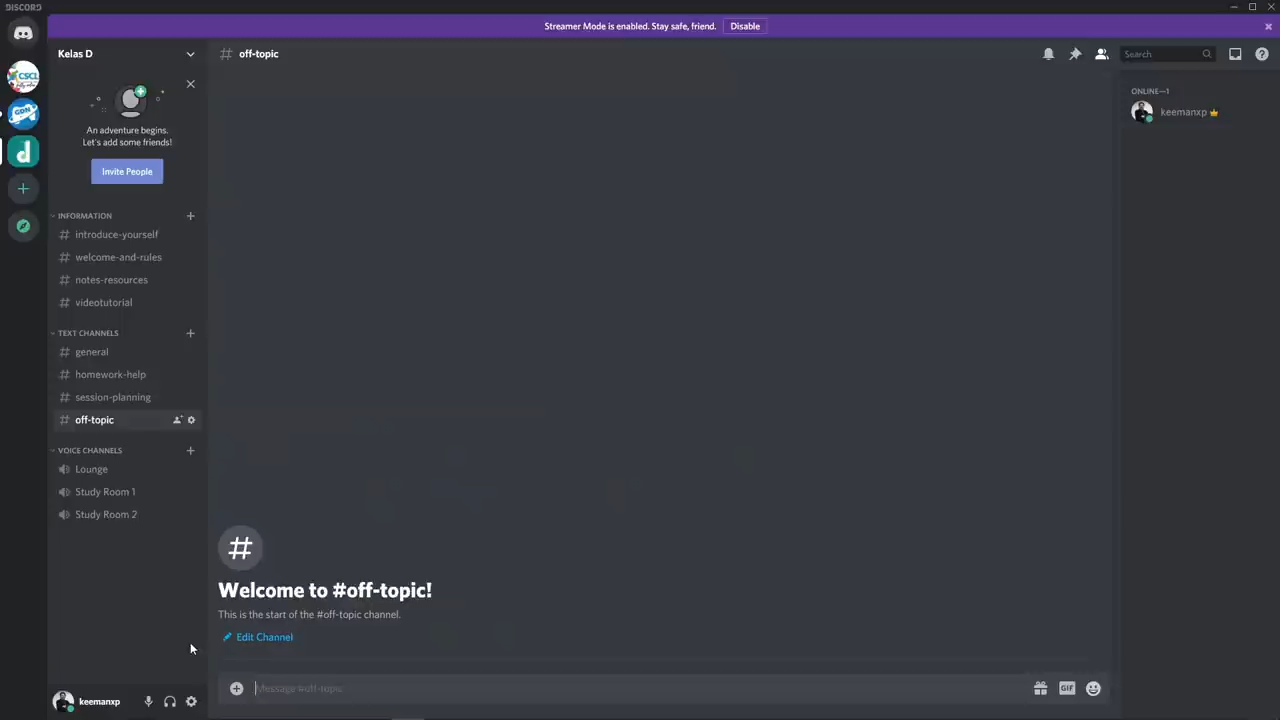 DISCORD
Streamer Mode is enabled. Stay safe, friend. Disable
Kelas D
# off-topic
Search
CSCL
GDN
d
An adventure begins.
Let's add some friends!
Invite People
INFORMATION
# introduce-yourself
# welcome-and-rules
# notes-resources
# videotutorial
TEXT CHANNELS
# general
# homework-help
# session-planning
# off-topic
VOICE CHANNELS
Lounge
Study Room 1
Study Room 2
keemanxp
#
Welcome to #off-topic!
This is the start of the #off-topic channel.
Edit Channel
Message #off-topic
GIF
ONLINE—1
keemanxp